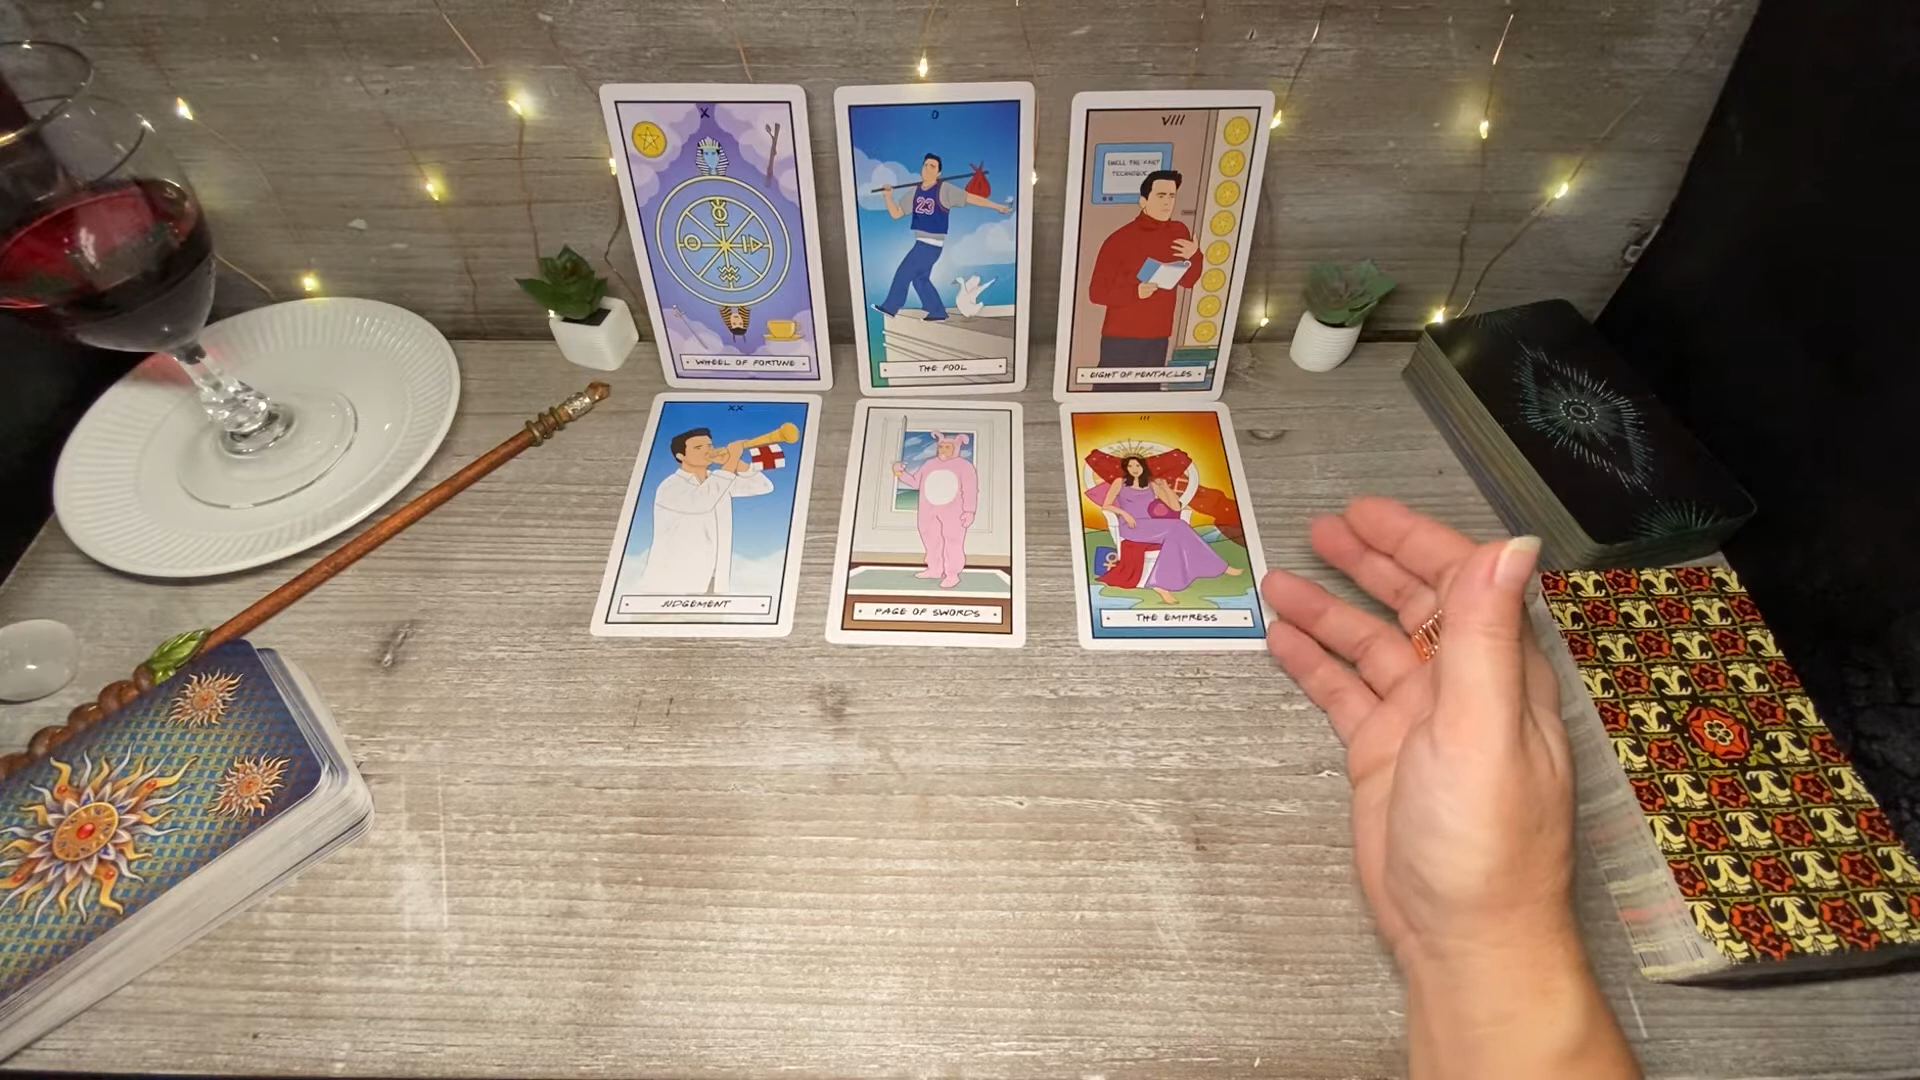 X
WHEEL OF FORTUNE
0
23
THE FOOL
VIII
SMELL THE FART
TECHNIQUE
EIGHT OF PENTACLES
XX
JUDGEMENT
PAGE OF SWORDS
III
THE EMPRESS